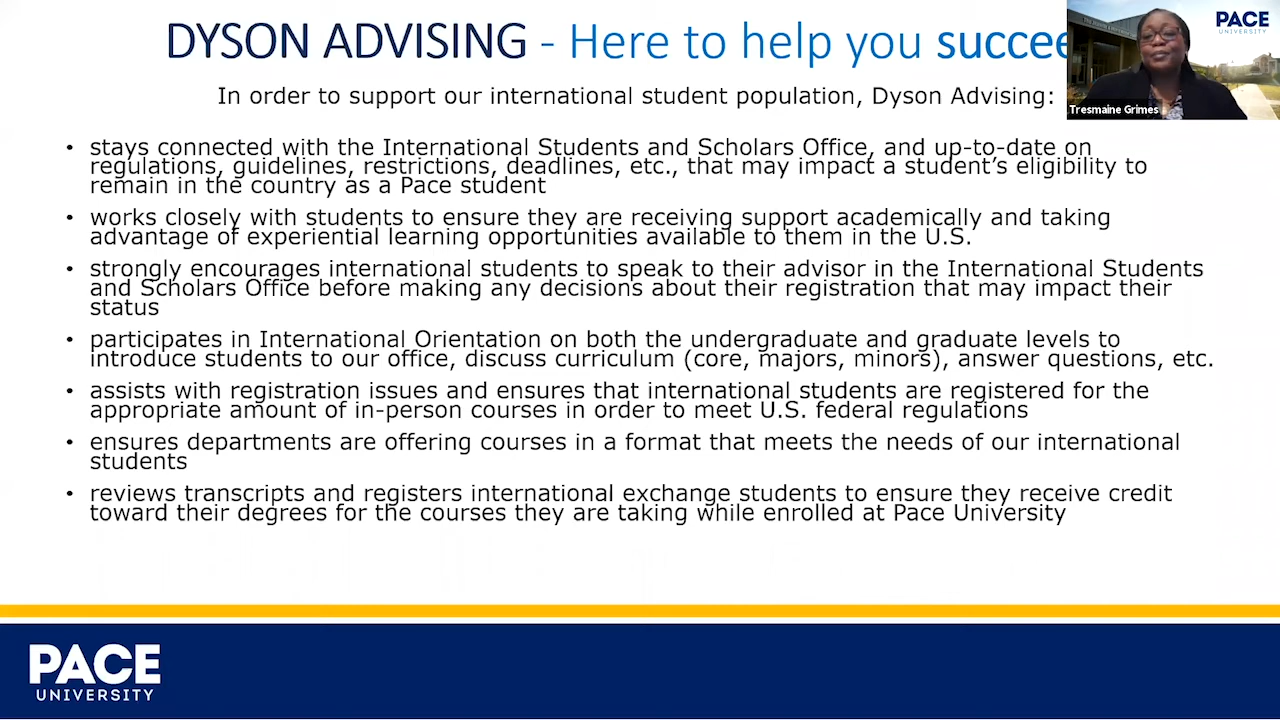 DYSON ADVISING - Here to help you succee
PACE
UNIVERSITY
Tresmaine Grimes
In order to support our international student population, Dyson Advising:
• stays connected with the International Students and Scholars Office, and up-to-date on
regulations, guidelines, restrictions, deadlines, etc., that may impact a student’s eligibility to
remain in the country as a Pace student
• works closely with students to ensure they are receiving support academically and taking
advantage of experiential learning opportunities available to them in the U.S.
• strongly encourages international students to speak to their advisor in the International Students
and Scholars Office before making any decisions about their registration that may impact their
status
• participates in International Orientation on both the undergraduate and graduate levels to
introduce students to our office, discuss curriculum (core, majors, minors), answer questions, etc.
• assists with registration issues and ensures that international students are registered for the
appropriate amount of in-person courses in order to meet U.S. federal regulations
• ensures departments are offering courses in a format that meets the needs of our international
students
• reviews transcripts and registers international exchange students to ensure they receive credit
toward their degrees for the courses they are taking while enrolled at Pace University
PACE
UNIVERSITY